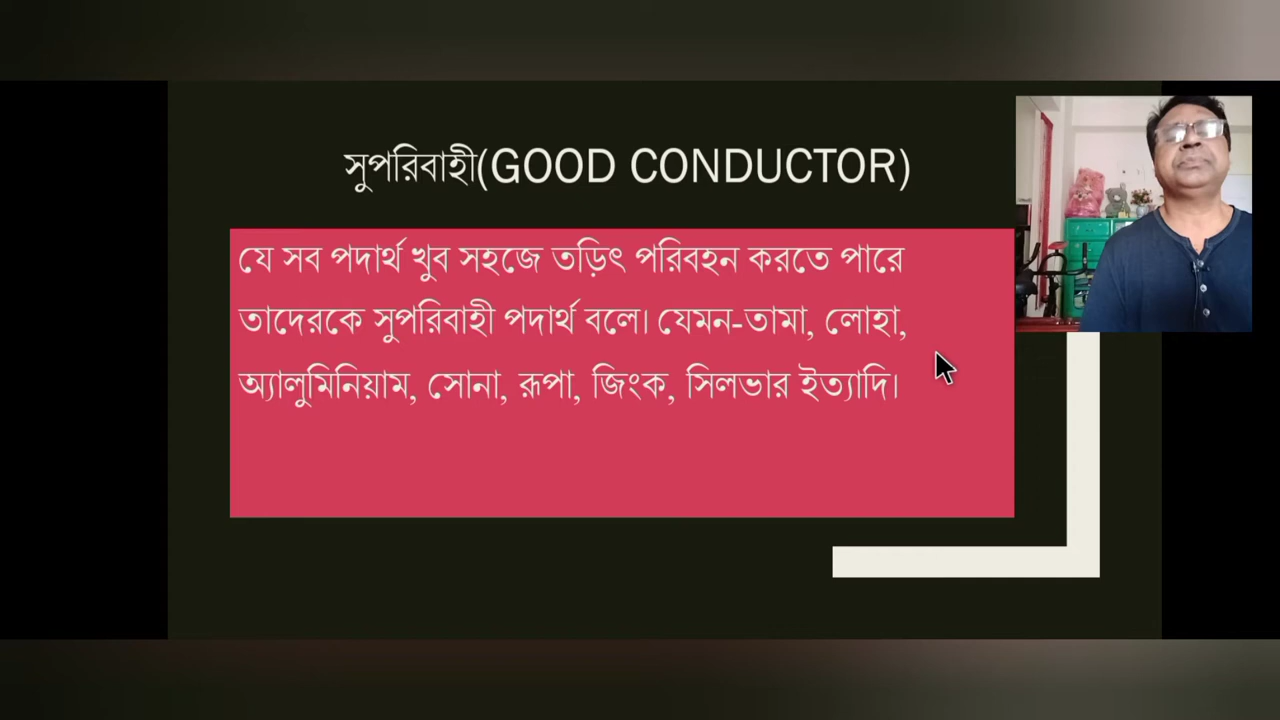 সুপরিবাহী(GOOD CONDUCTOR)
যে সব পদার্থ খুব সহজে তড়িৎ পরিবহন করতে পারে
তাদেরকে সুপরিবাহী পদার্থ বলে। যেমন-তামা, লোহা,
অ্যালুমিনিয়াম, সোনা, রূপা, জিংক, সিলভার ইত্যাদি।